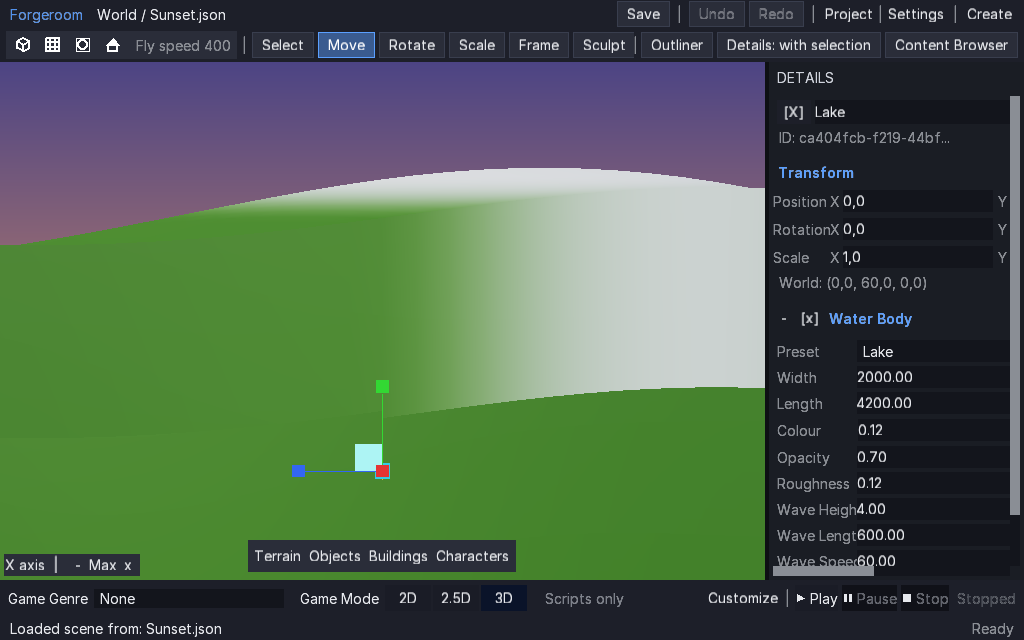 Forgeroom World / Sunset.json Save | Undo Redo | Project | Settings | Create
Fly speed 400 | Select Move Rotate Scale Frame Sculpt | Outliner Details: with selection Content Browser
DETAILS
[X] Lake
ID: ca404fcb-f219-44bf...
Transform
Position X 0,0 Y
Rotation X 0,0 Y
Scale X 1,0 Y
World: (0,0, 60,0, 0,0)
- [x] Water Body
Preset Lake
Width 2000.00
Length 4200.00
Colour 0.12
Opacity 0.70
Roughness 0.12
Wave Heigh 4.00
Wave Lengt 600.00
Wave Speed 60.00
Terrain Objects Buildings Characters
X axis | - Max x
Game Genre None Game Mode 2D 2.5D 3D Scripts only Customize | Play Pause Stop Stopped
Loaded scene from: Sunset.json Ready